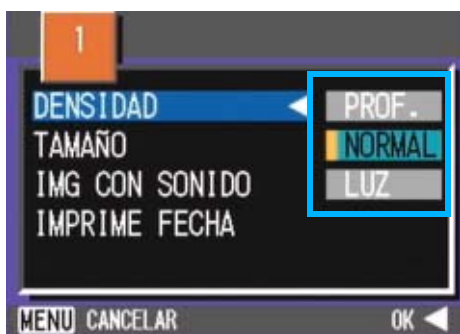 1
DENSIDAD ◀ PROF.
TAMAÑO NORMAL
IMG CON SONIDO LUZ
IMPRIME FECHA
MENU CANCELAR OK ◀